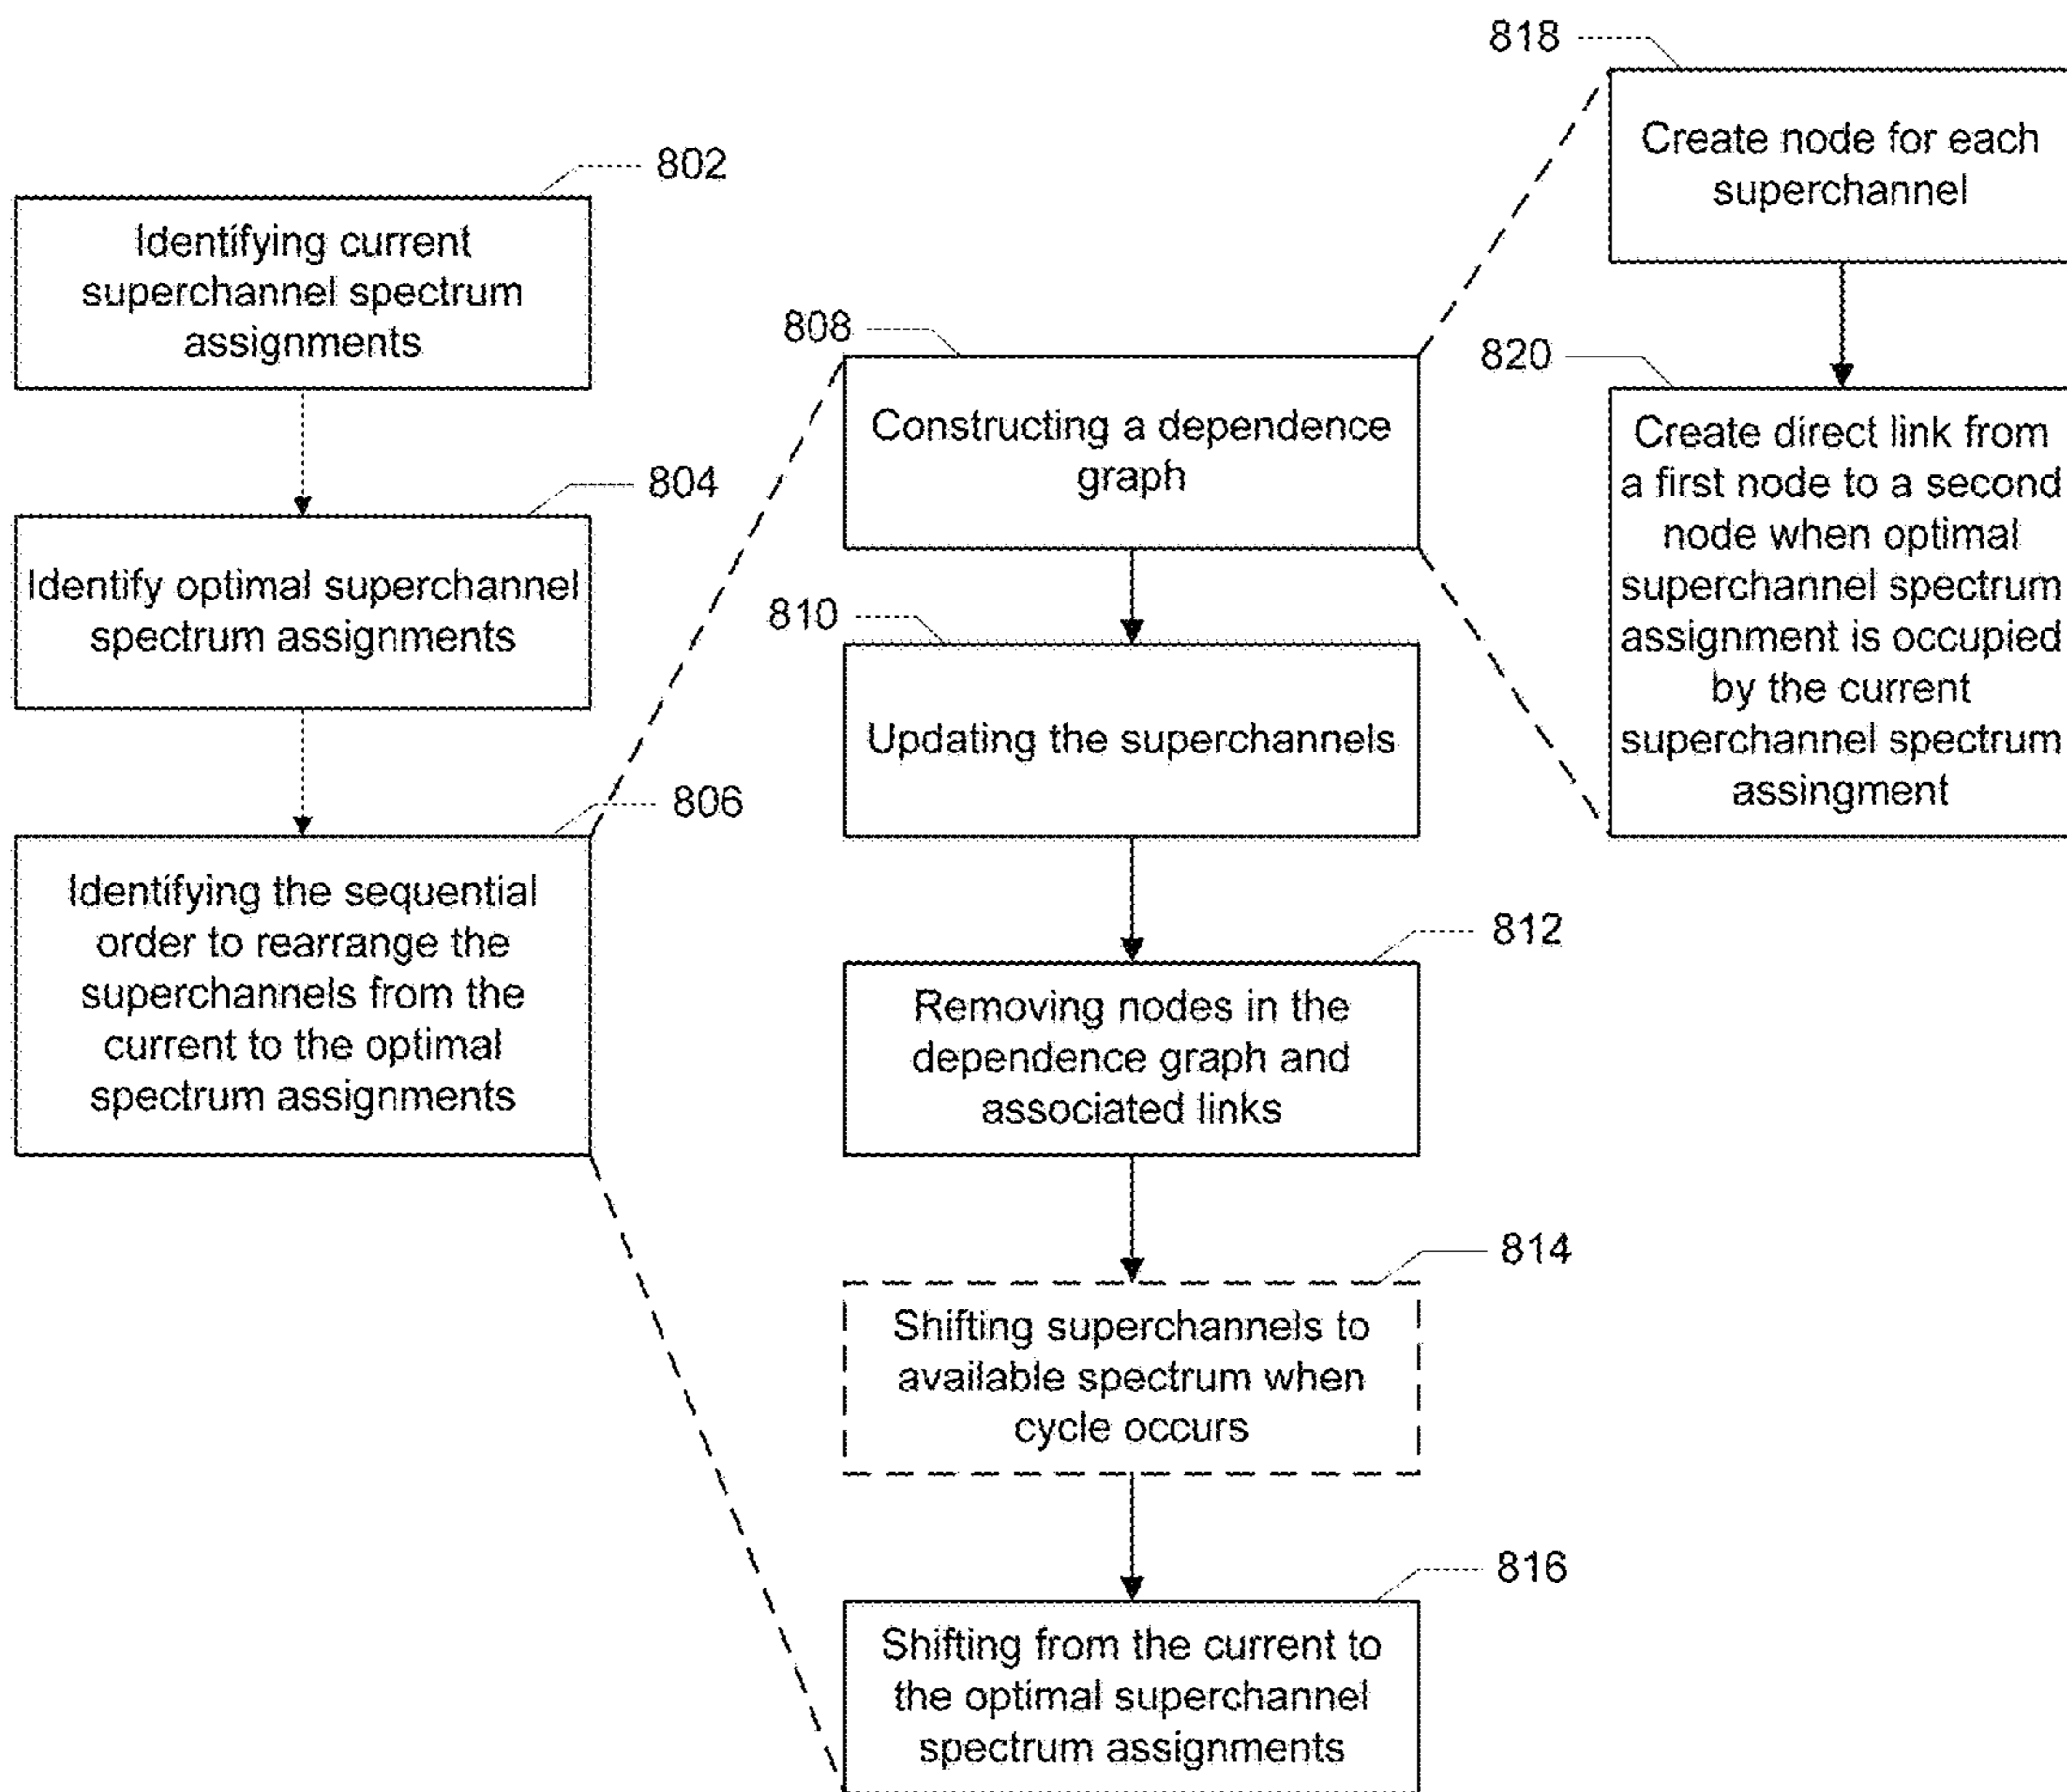 802
Identifying current
superchannel spectrum
assignments
804
Identify optimal superchannel
spectrum assignments
806
Identifying the sequential
order to rearrange the
superchannels from the
current to the optimal
spectrum assignments
808
Constructing a dependence
graph
810
Updating the superchannels
812
Removing nodes in the
dependence graph and
associated links
814
Shifting superchannels to
available spectrum when
cycle occurs
816
Shifting from the current to
the optimal superchannel
spectrum assignments
818
Create node for each
superchannel
820
Create direct link from
a first node to a second
node when optimal
superchannel spectrum
assignment is occupied
by the current
superchannel spectrum
assingment